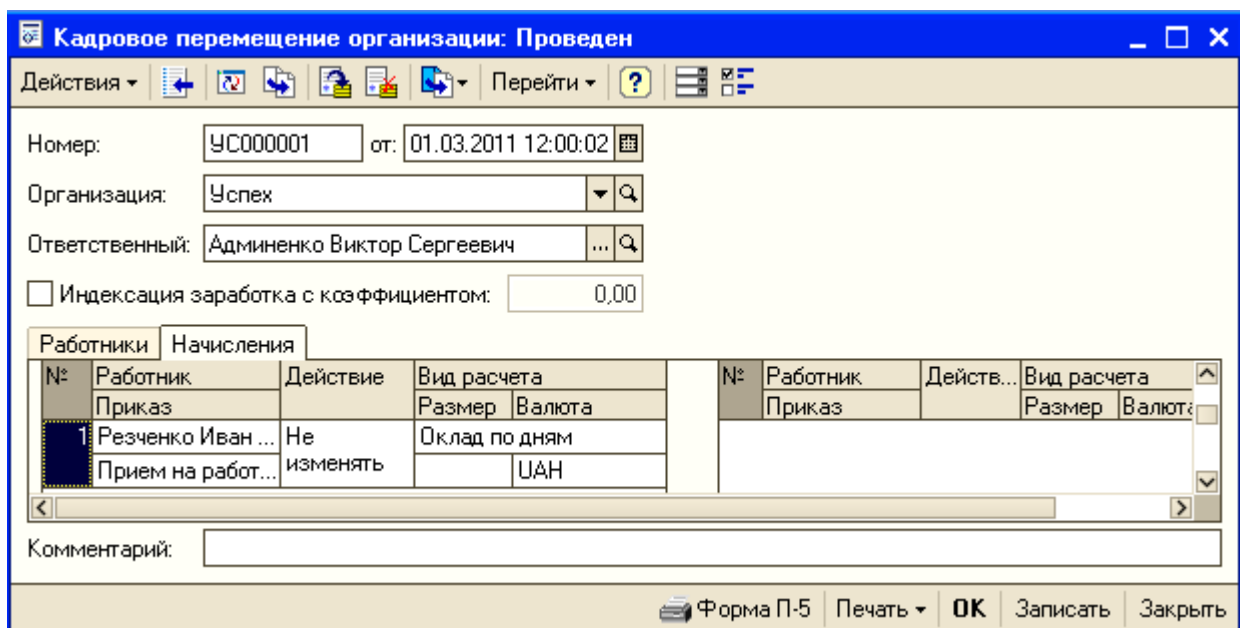 Кадровое перемещение организации: Проведен
Действия Перейти ?
Номер: УС000001 от: 01.03.2011 12:00:02
Организация: Успех
Ответственный: Админенко Виктор Сергеевич ...
Индексация заработка с коэффициентом: 0,00
Работники Начисления
№ Работник Действие Вид расчета № Работник Действ... Вид расчета
Приказ Размер Валюта Приказ Размер Валюта
1 Резченко Иван ... Не изменять Оклад по дням
Прием на работ... UAH
Комментарий:
Форма П-5 Печать OK Записать Закрыть